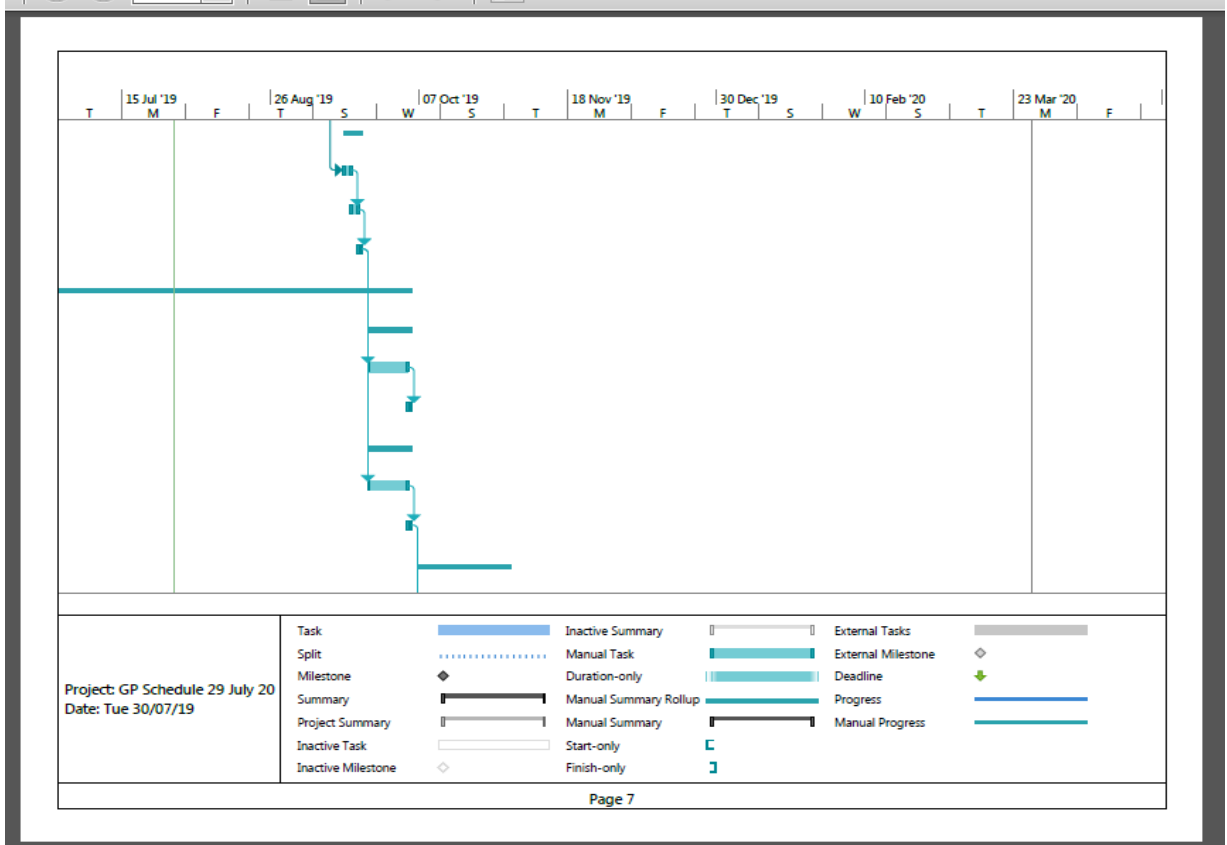 15 Jul '19 26 Aug '19 07 Oct '19 18 Nov '19 30 Dec '19 10 Feb '20 23 Mar '20
T M F T S W S T M F T S W S T M F
Project: GP Schedule 29 July 20
Date: Tue 30/07/19
Task
Split
Milestone
Summary
Project Summary
Inactive Task
Inactive Milestone
Inactive Summary
Manual Task
Duration-only
Manual Summary Rollup
Manual Summary
Start-only
Finish-only
External Tasks
External Milestone
Deadline
Progress
Manual Progress
Page 7